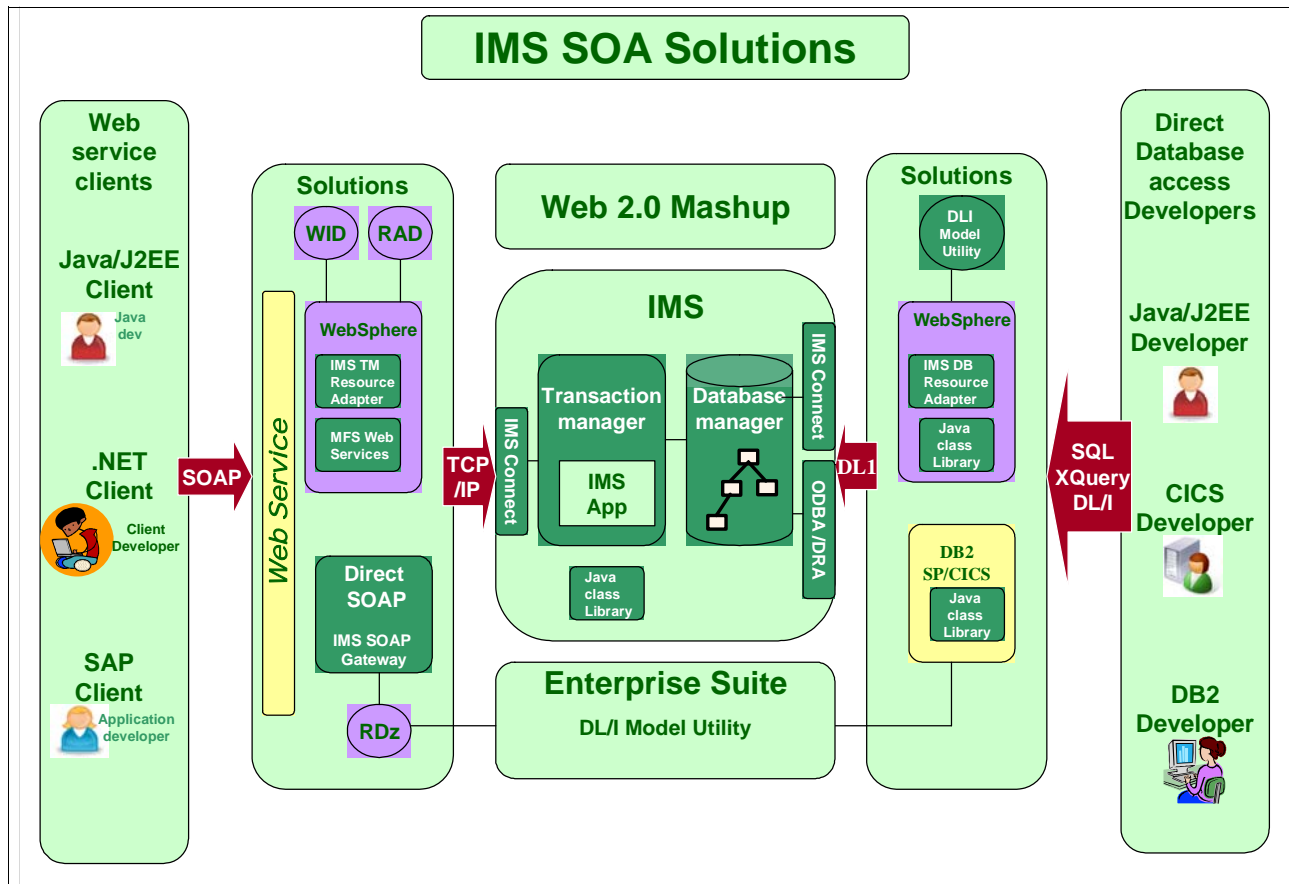 IMS SOA Solutions
Web
service
clients
Java/J2EE
Client
Java
dev
.NET
Client
Client
Developer
SAP
Client
Application
developer
SOAP
Solutions
WID
RAD
Web Service
WebSphere
IMS TM
Resource
Adapter
MFS Web
Services
Direct
SOAP
IMS SOAP
Gateway
RDz
TCP
/IP
Web 2.0 Mashup
IMS
IMS Connect
Transaction
manager
IMS
App
Database
manager
Java
class
Library
IMS Connect
ODBA /DRA
Enterprise Suite
DL/I Model Utility
DL1
Solutions
DLI
Model
Utility
WebSphere
IMS DB
Resource
Adapter
Java
class
Library
DB2
SP/CICS
Java
class
Library
SQL
XQuery
DL/I
Direct
Database
access
Developers
Java/J2EE
Developer
CICS
Developer
DB2
Developer